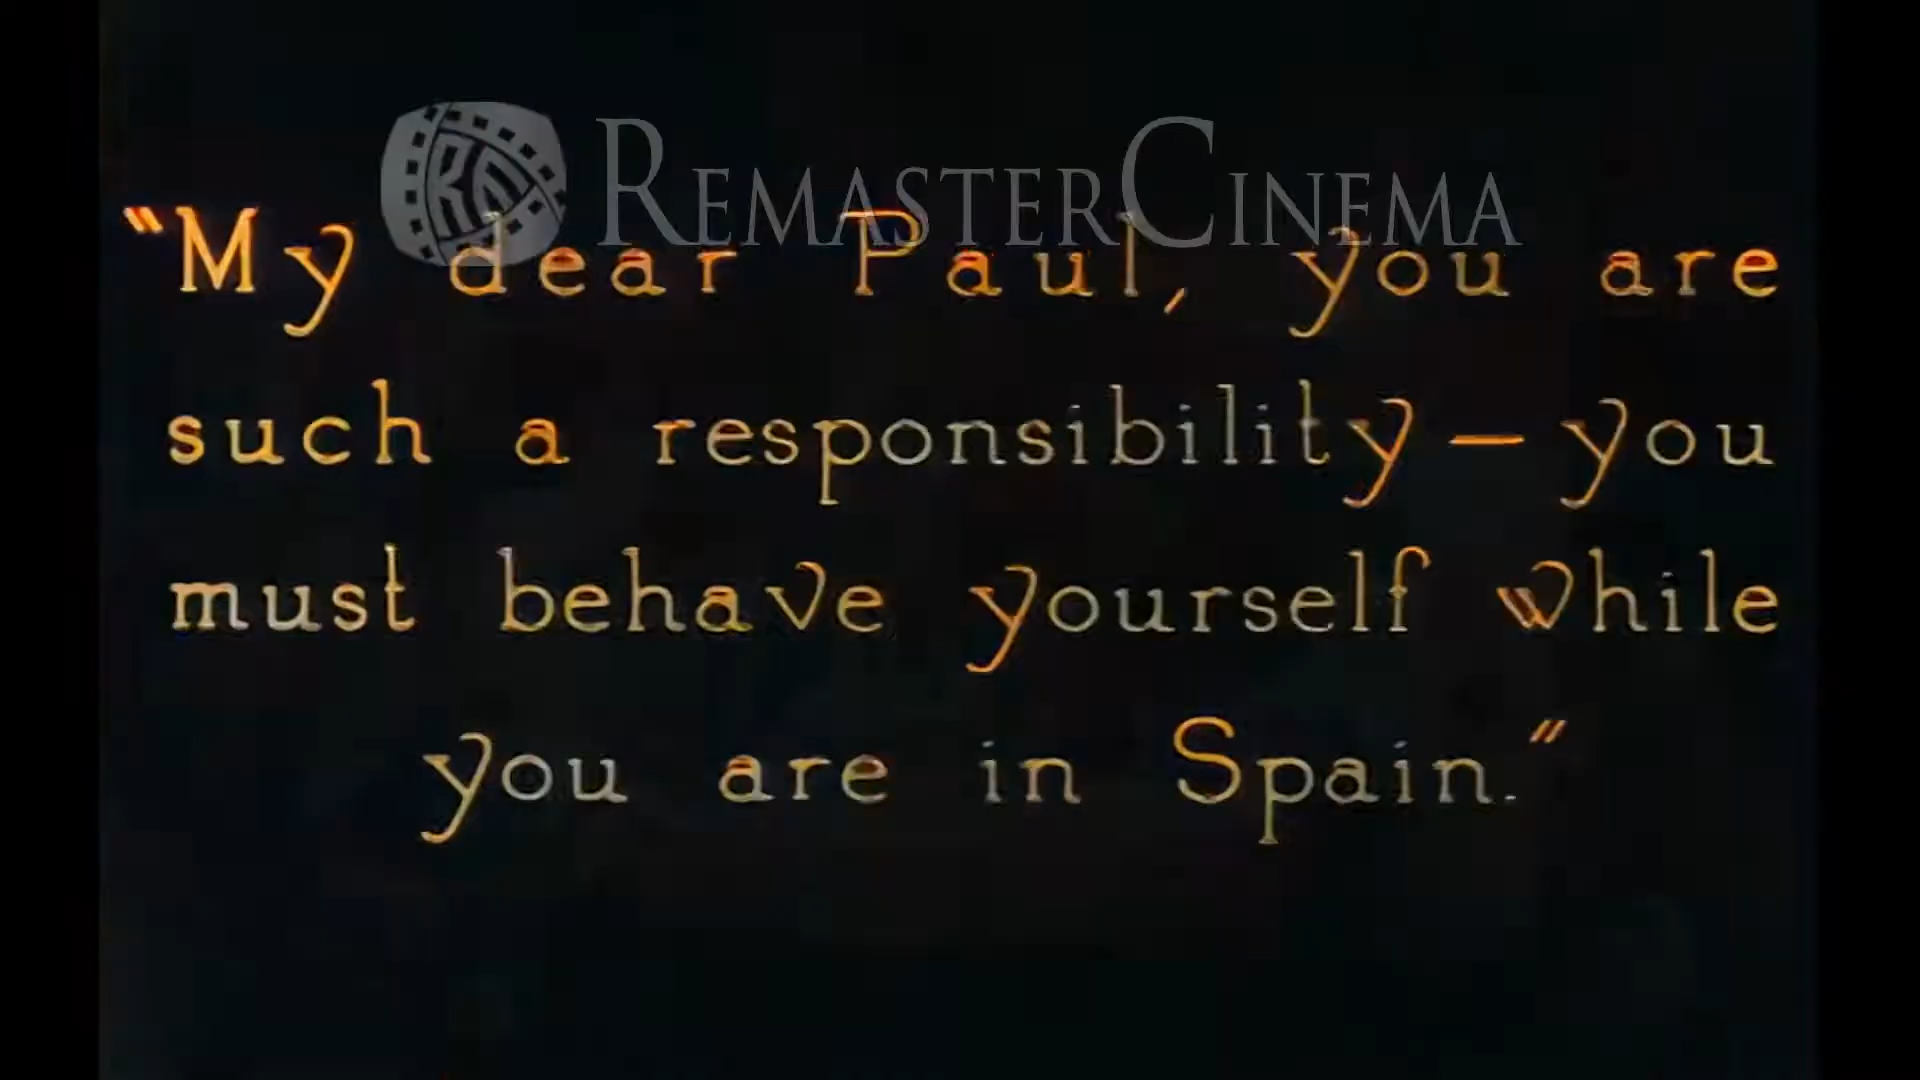 RemasterCinema
"My dear Paul, you are
such a responsibility—you
must behave yourself while
you are in Spain."